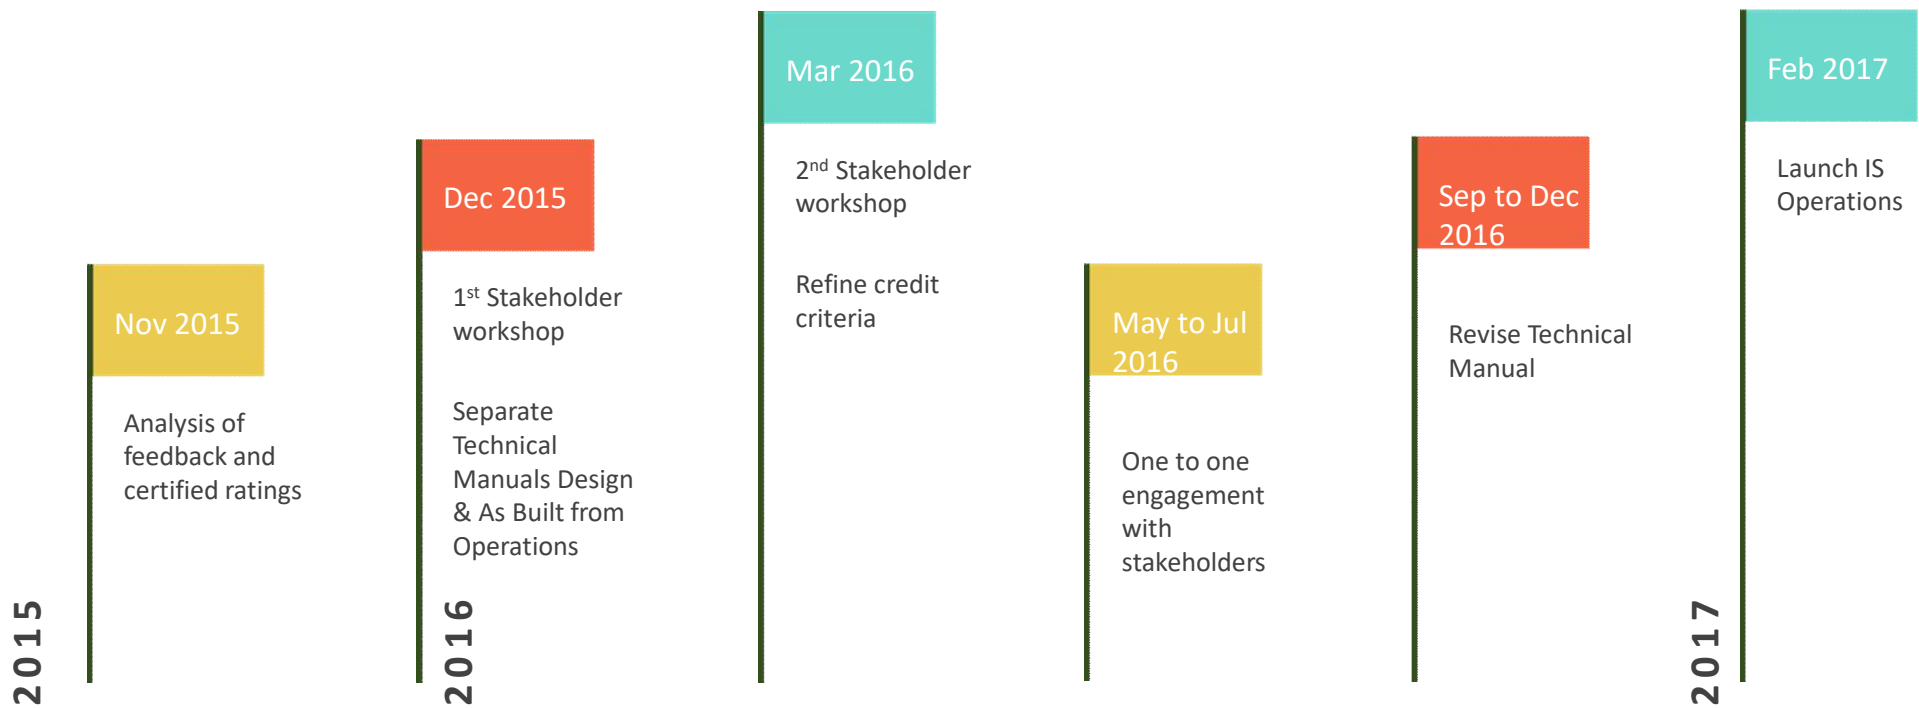 2015
Nov 2015
Analysis of
feedback and
certified ratings
Dec 2015
1st Stakeholder
workshop
Separate
Technical
Manuals Design
& As Built from
Operations
2016
Mar 2016
2nd Stakeholder
workshop
Refine credit
criteria
May to Jul
2016
One to one
engagement
with
stakeholders
Sep to Dec
2016
Revise Technical
Manual
2017
Feb 2017
Launch IS
Operations